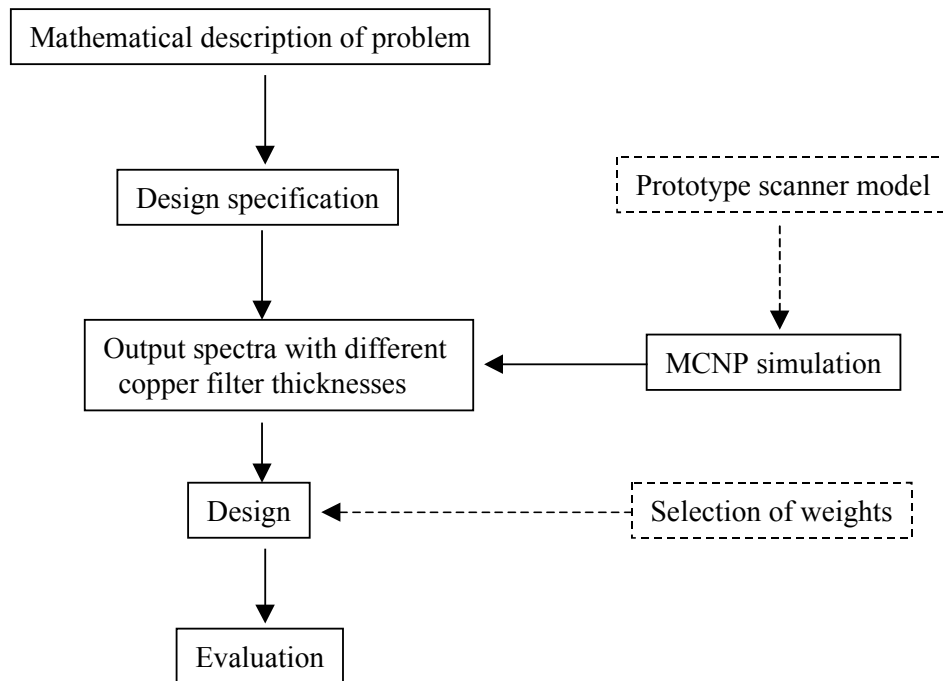 Mathematical description of problem
Design specification
Prototype scanner model
Output spectra with different
copper filter thicknesses
MCNP simulation
Design
Selection of weights
Evaluation